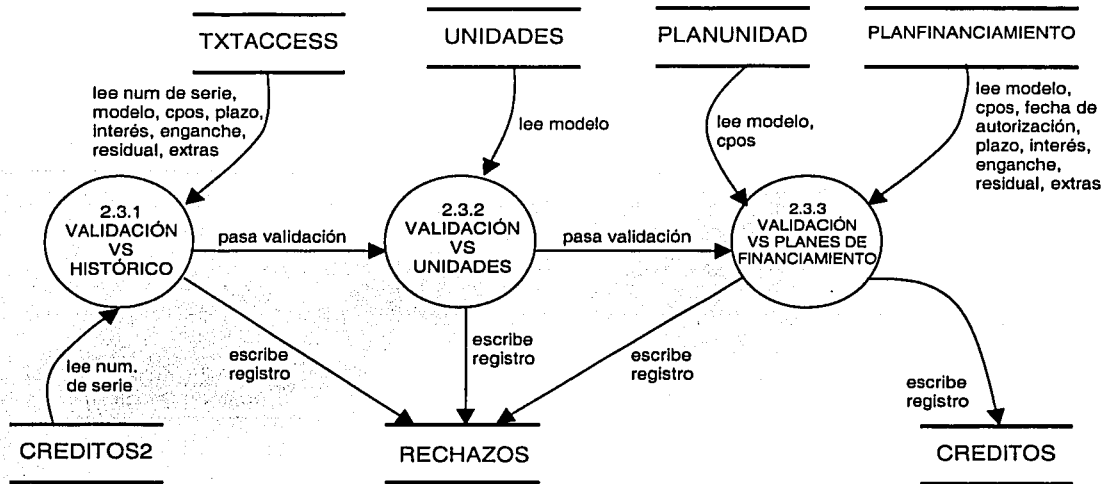 TXTACCESS
UNIDADES
PLANUNIDAD
PLANFINANCIAMIENTO
lee num de serie,
modelo, cpos, plazo,
interés, enganche,
residual, extras
lee modelo
lee modelo,
cpos
lee modelo,
cpos, fecha de
autorización,
plazo, interés,
enganche,
residual, extras
2.3.1
VALIDACIÓN
VS
HISTÓRICO
pasa validación
2.3.2
VALIDACIÓN
VS
UNIDADES
pasa validación
2.3.3
VALIDACIÓN
VS PLANES DE
FINANCIAMIENTO
lee num.
de serie
escribe
registro
escribe
registro
escribe
registro
escribe
registro
CREDITOS2
RECHAZOS
CREDITOS